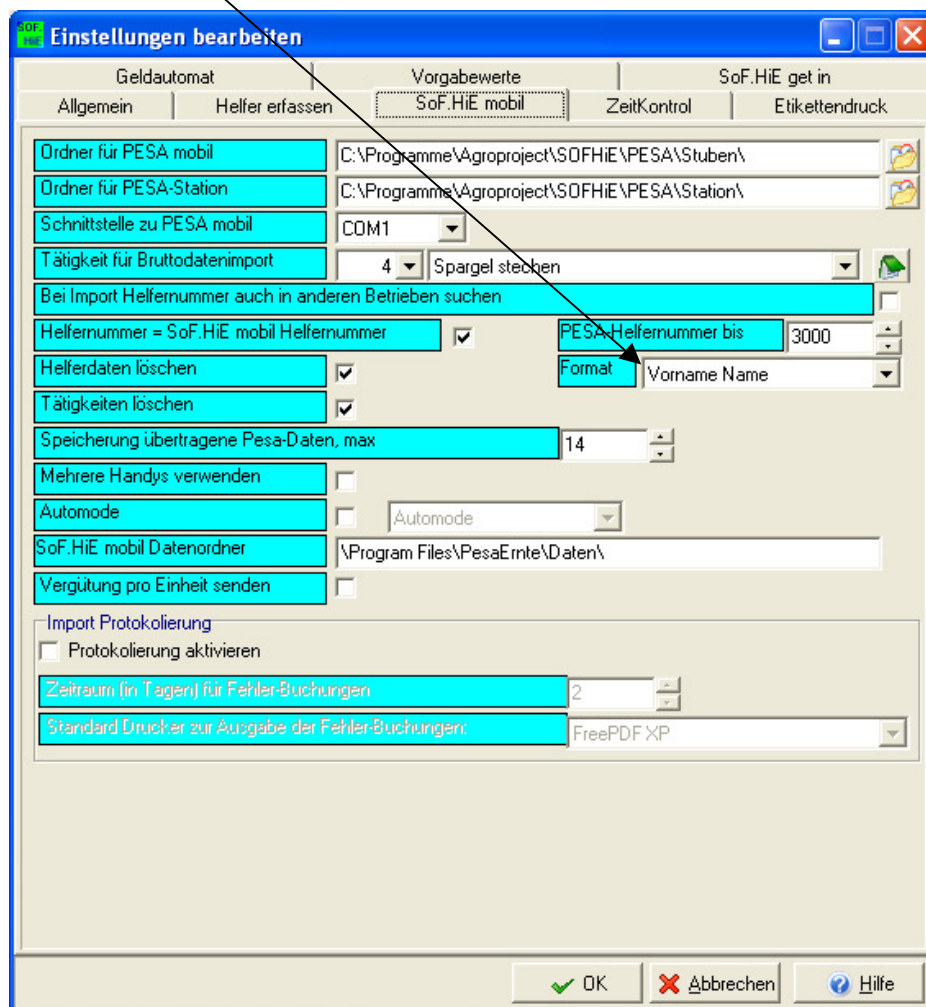 SOF. HiE Einstellungen bearbeiten
Geldautomat Vorgabewerte SoF.HiE get in
Allgemein Helfer erfassen SoF.HiE mobil ZeitKontrol Etikettendruck
Ordner für PESA mobil C:\Programme\Agroproject\SOFHiE\PESA\Stuben\
Ordner für PESA-Station C:\Programme\Agroproject\SOFHiE\PESA\Station\
Schnittstelle zu PESA mobil COM1
Tätigkeit für Bruttodatenimport 4 Spargel stechen
Bei Import Helfernummer auch in anderen Betrieben suchen
Helfernummer = SoF.HiE mobil Helfernummer PESA-Helfernummer bis 3000
Helferdaten löschen Format Vorname Name
Tätigkeiten löschen
Speicherung übertragene Pesa-Daten, max 14
Mehrere Handys verwenden
Automode Automode
SoF.HiE mobil Datenordner \Program Files\PesaErnte\Daten\
Vergütung pro Einheit senden
Import Protokolierung
Protokolierung aktivieren
Zeitraum (in Tagen) für Fehler-Buchungen 2
Standard Drucker zur Ausgabe der Fehler-Buchungen: FreePDF XP
OK Abbrechen Hilfe